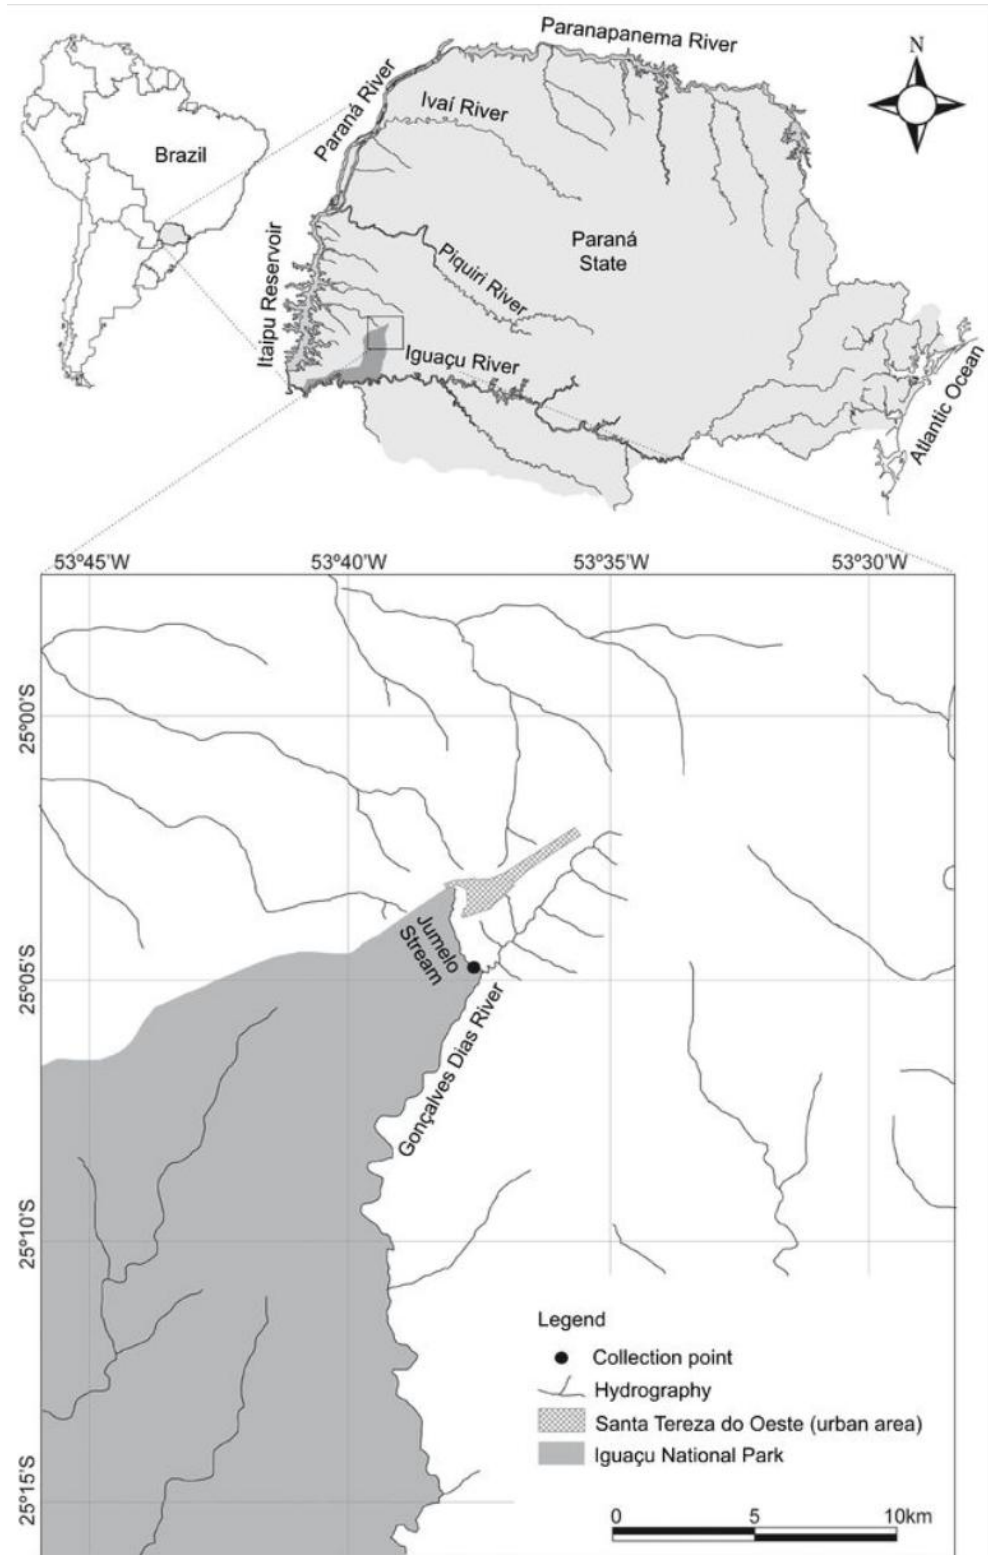 Paranapanema River
N
Paraná River
Ivaí River
Brazil
Paraná
State
Itaipu Reservoir
Piquiri River
Iguaçu River
Atlantic Ocean
53º45'W
53º40'W
53º35'W
53º30'W
25º00'S
Jumelo
Stream
25º05'S
Gonçalves Dias River
25º10'S
Legend
Collection point
Hydrography
Santa Tereza do Oeste (urban area)
Iguaçu National Park
25º15'S
0
5
10km